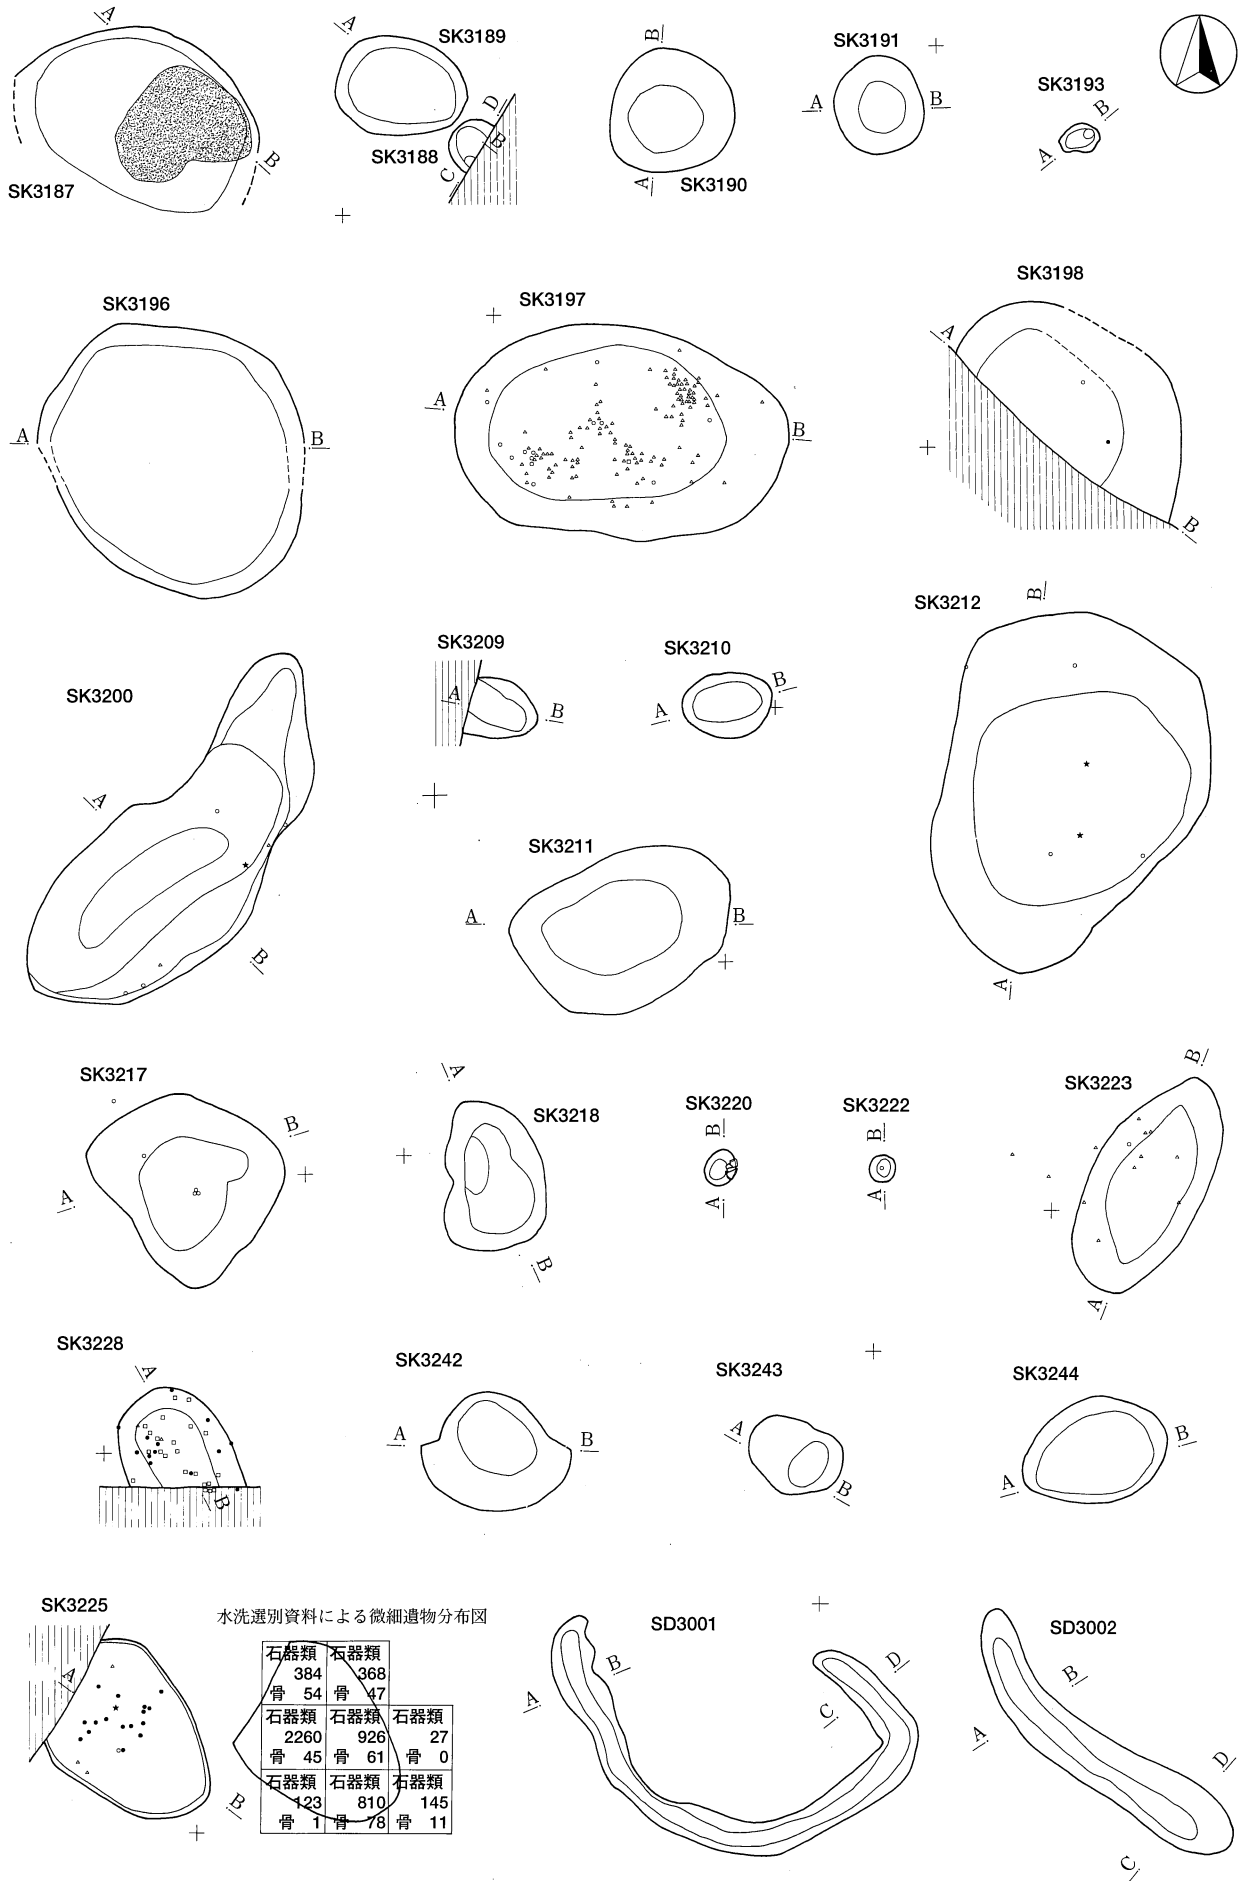 A
SK3187
B
A
SK3189
SK3188
D
B
C
B
A
SK3190
SK3191
A
B
SK3193
B
A
SK3196
A
B
SK3197
A
B
SK3198
A
B
SK3200
A
B
SK3209
A
B
SK3210
B
A
SK3211
A
B
SK3212
B
A
SK3217
B
A
A
SK3218
B
SK3220
B
A
SK3222
B
A
SK3223
B
A
SK3228
A
B
SK3242
A
B
SK3243
A
B
SK3244
A
B
SK3225
A
B
水洗選別資料による微細遺物分布図
石器類 石器類
384 368
骨 54 骨 47
石器類 石器類 石器類
2260 926 27
骨 45 骨 61 骨 0
石器類 石器類 石器類
123 810 145
骨 1 骨 78 骨 11
SD3001
A
B
C
D
SD3002
A
B
C
D